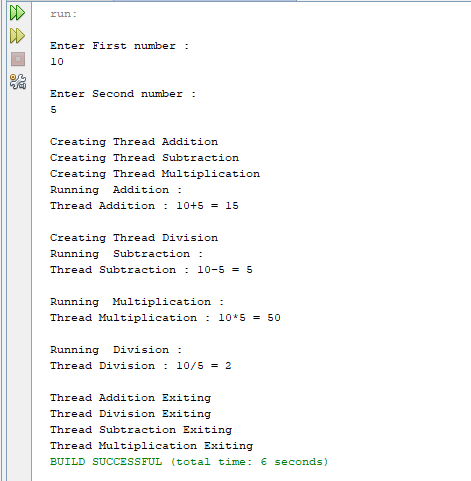 run:
Enter First number :
10
Enter Second number :
5
Creating Thread Addition
Creating Thread Subtraction
Creating Thread Multiplication
Running  Addition :
Thread Addition : 10+5 = 15
Creating Thread Division
Running  Subtraction :
Thread Subtraction : 10-5 = 5
Running  Multiplication :
Thread Multiplication : 10*5 = 50
Running  Division :
Thread Division : 10/5 = 2
Thread Addition Exiting
Thread Division Exiting
Thread Subtraction Exiting
Thread Multiplication Exiting
BUILD SUCCESSFUL (total time: 6 seconds)